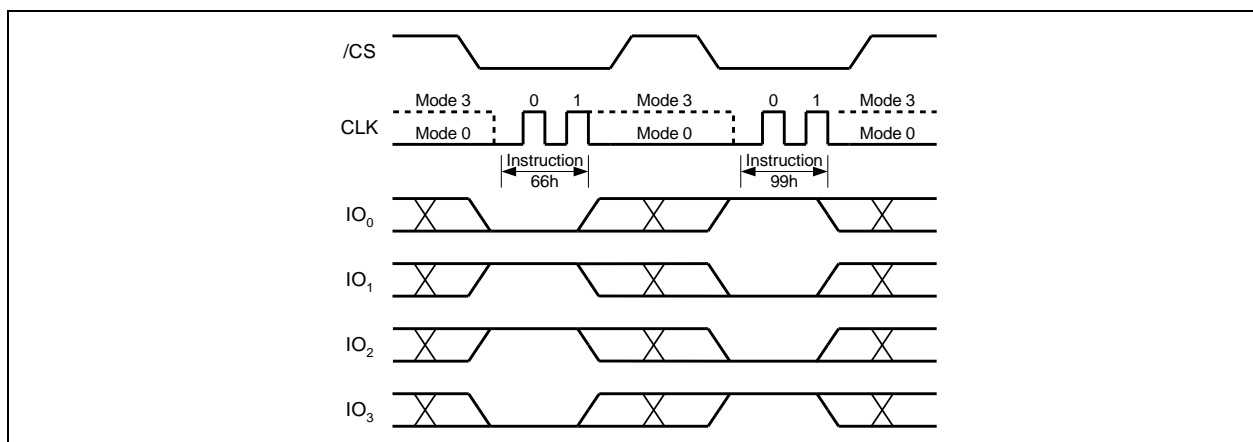 /CS
Mode 3 0 1 Mode 3 0 1 Mode 3
CLK Mode 0 Mode 0 Mode 0
Instruction Instruction
66h 99h
IO0
IO1
IO2
IO3